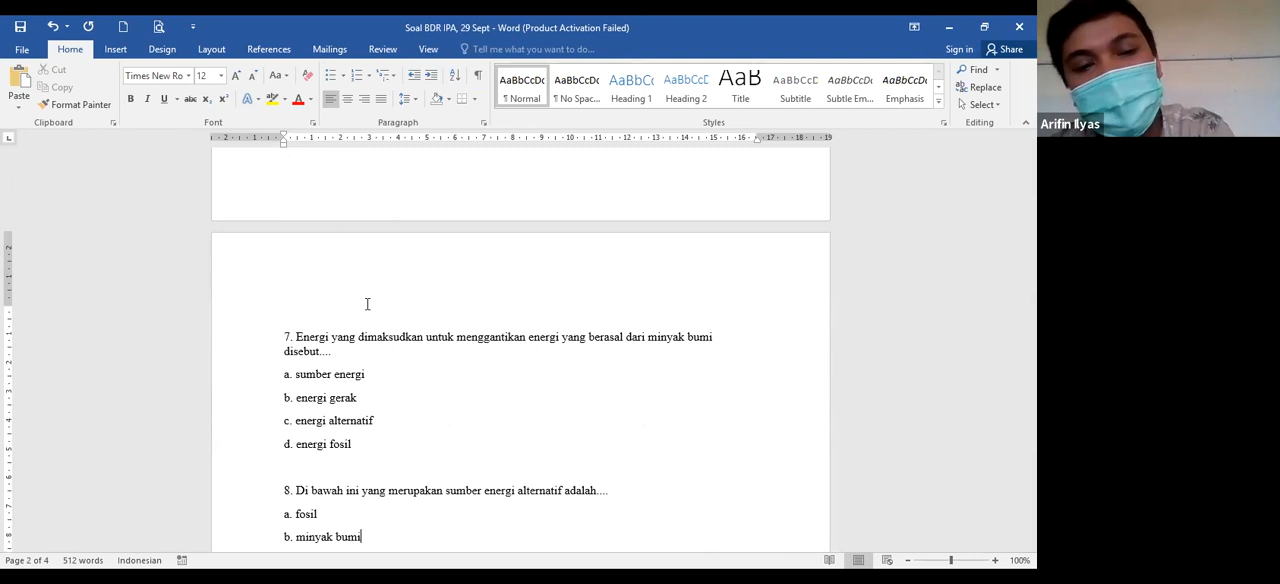 Soal BDR IPA, 29 Sept - Word (Product Activation Failed)
File Home Insert Design Layout References Mailings Review View Tell me what you want to do... Sign in Share
Paste
Cut
Copy
Format Painter
Clipboard
Times New Ro 12
Font
Paragraph
AaBbCcDc AaBbCcDc AaBbCc AaBbCcD AaB AaBbCcD AaBbCcDc AaBbCcDc
¶ Normal ¶ No Spac... Heading 1 Heading 2 Title Subtitle Subtle Em... Emphasis
Styles
Find
Replace
Select
Editing
Arifin Ilyas
7. Energi yang dimaksudkan untuk menggantikan energi yang berasal dari minyak bumi
disebut....
a. sumber energi
b. energi gerak
c. energi alternatif
d. energi fosil
8. Di bawah ini yang merupakan sumber energi alternatif adalah....
a. fosil
b. minyak bumi
Page 2 of 4 512 words Indonesian 100%